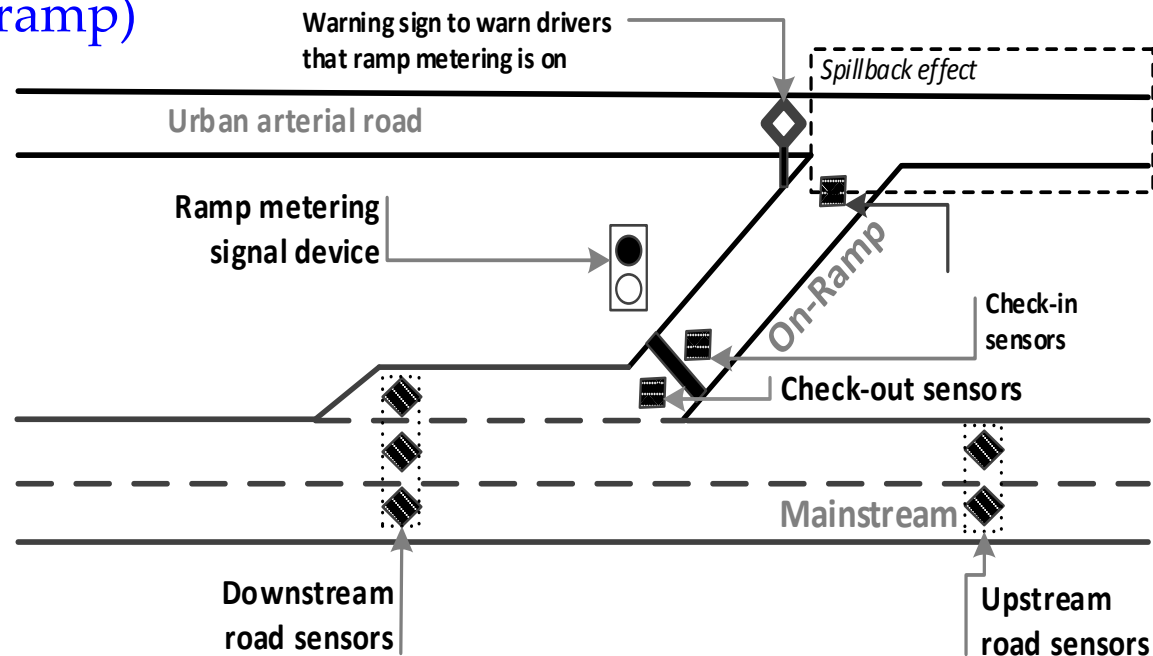 ramp)
Warning sign to warn drivers
that ramp metering is on
Spillback effect
Urban arterial road
Ramp metering
signal device
On-Ramp
Check-in
sensors
Check-out sensors
Mainstream
Downstream
road sensors
Upstream
road sensors